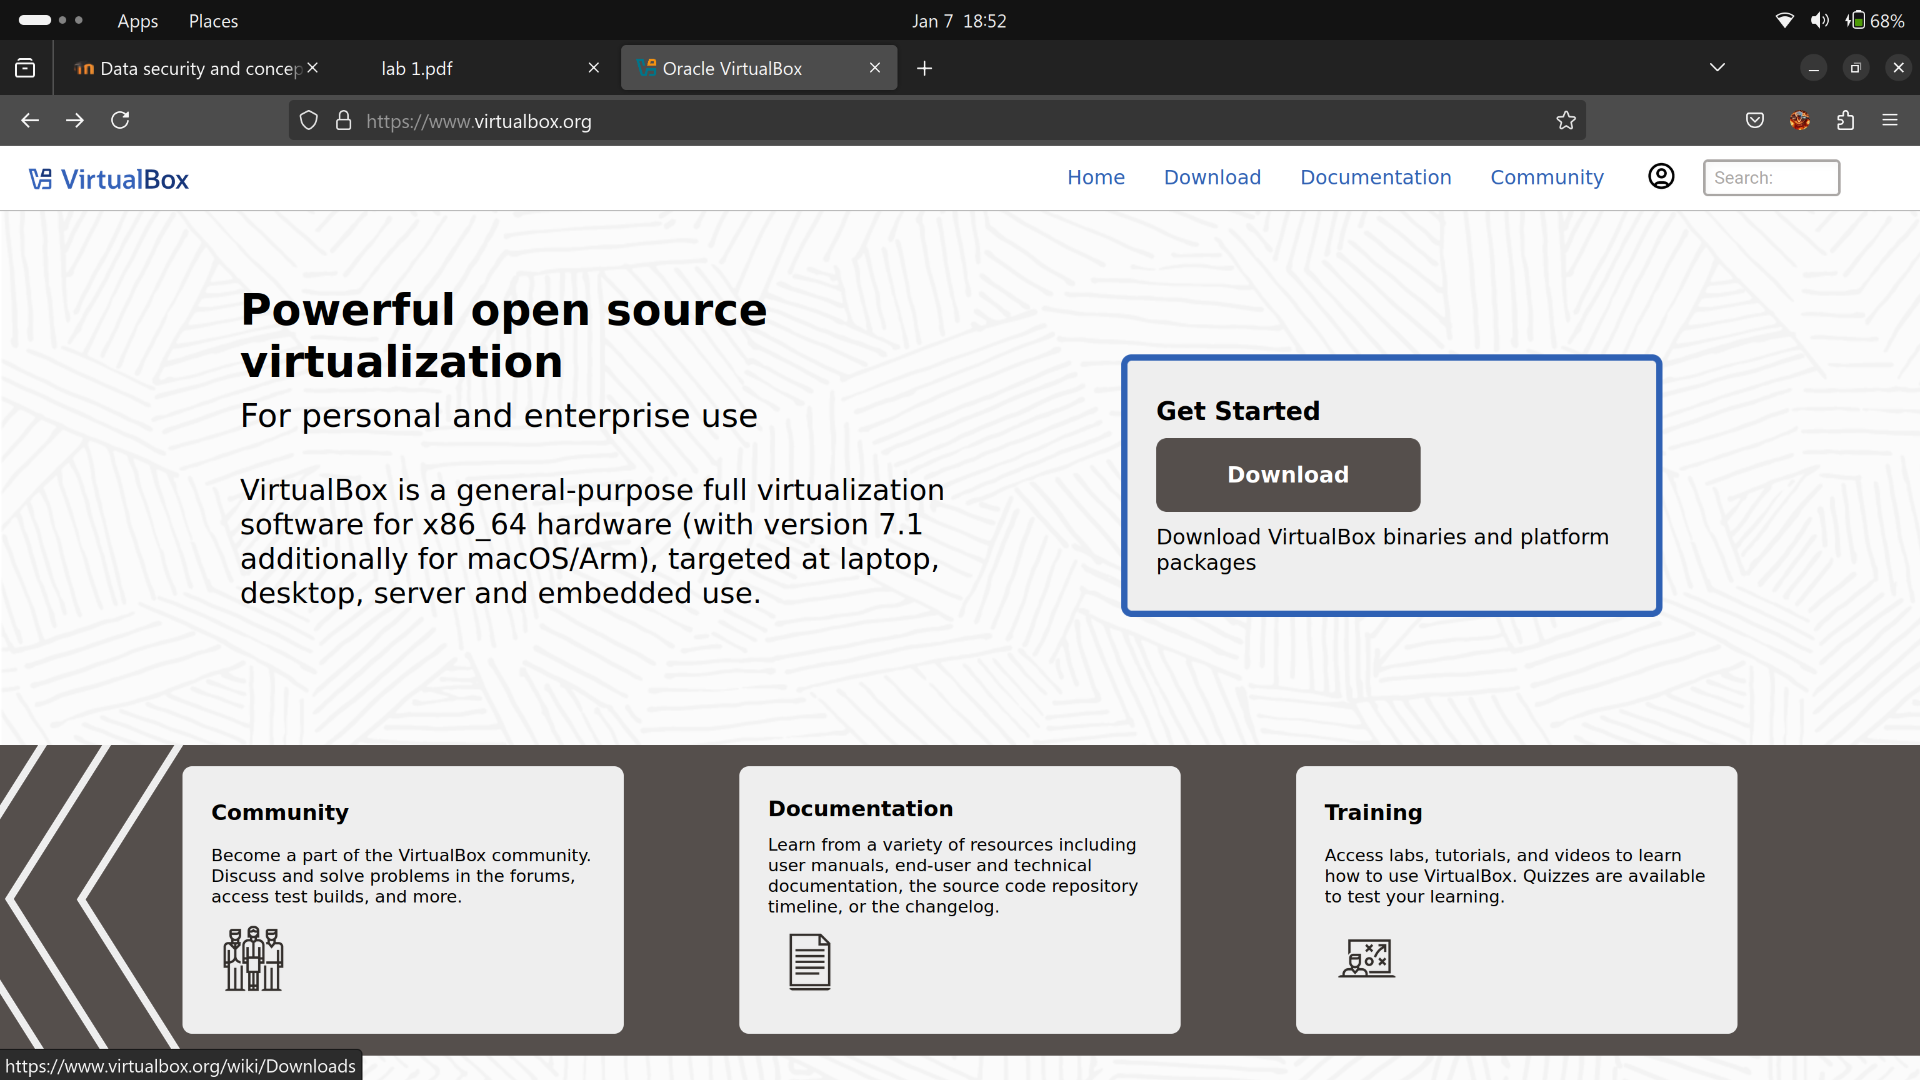 Apps Places Jan 7 18:52 68%
Data security and concep lab 1.pdf Oracle VirtualBox
https://www.virtualbox.org
VirtualBox Home Download Documentation Community Search:
Powerful open source
virtualization
For personal and enterprise use
VirtualBox is a general-purpose full virtualization
software for x86_64 hardware (with version 7.1
additionally for macOS/Arm), targeted at laptop,
desktop, server and embedded use.
Get Started
Download
Download VirtualBox binaries and platform
packages
Community
Become a part of the VirtualBox community.
Discuss and solve problems in the forums,
access test builds, and more.
Documentation
Learn from a variety of resources including
user manuals, end-user and technical
documentation, the source code repository
timeline, or the changelog.
Training
Access labs, tutorials, and videos to learn
how to use VirtualBox. Quizzes are available
to test your learning.
https://www.virtualbox.org/wiki/Downloads